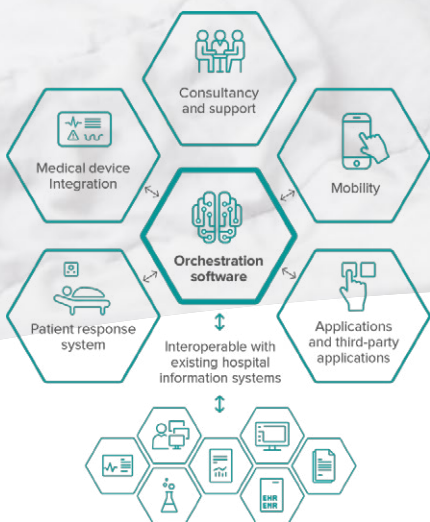 Consultancy
and support
Medical device
Integration
Mobility
Orchestration
software
Patient response
system
Interoperable with
existing hospital
information systems
Applications
and third-party
applications
EHR
EMR